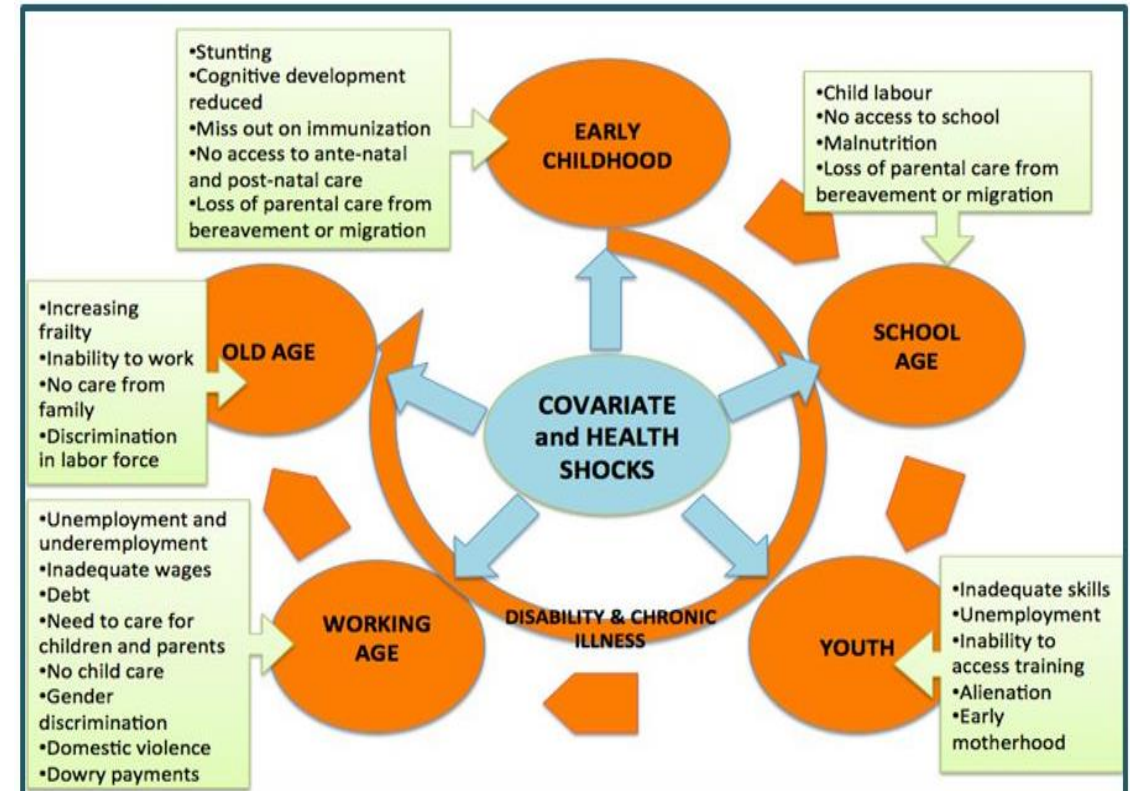 •Stunting
•Cognitive development
reduced
•Miss out on immunization
•No access to ante-natal
and post-natal care
•Loss of parental care from
bereavement or migration
EARLY
CHILDHOOD
•Child labour
•No access to school
•Malnutrition
•Loss of parental care from
bereavement or migration
SCHOOL
AGE
•Increasing
frailty
•Inability to work
•No care from
family
•Discrimination
in labor force
OLD AGE
COVARIATE
and HEALTH
SHOCKS
•Unemployment and
underemployment
•Inadequate wages
•Debt
•Need to care for
children and parents
•No child care
•Gender
discrimination
•Domestic violence
•Dowry payments
WORKING
AGE
DISABILITY & CHRONIC
ILLNESS
YOUTH
•Inadequate skills
•Unemployment
•Inability to
access training
•Alienation
•Early
motherhood